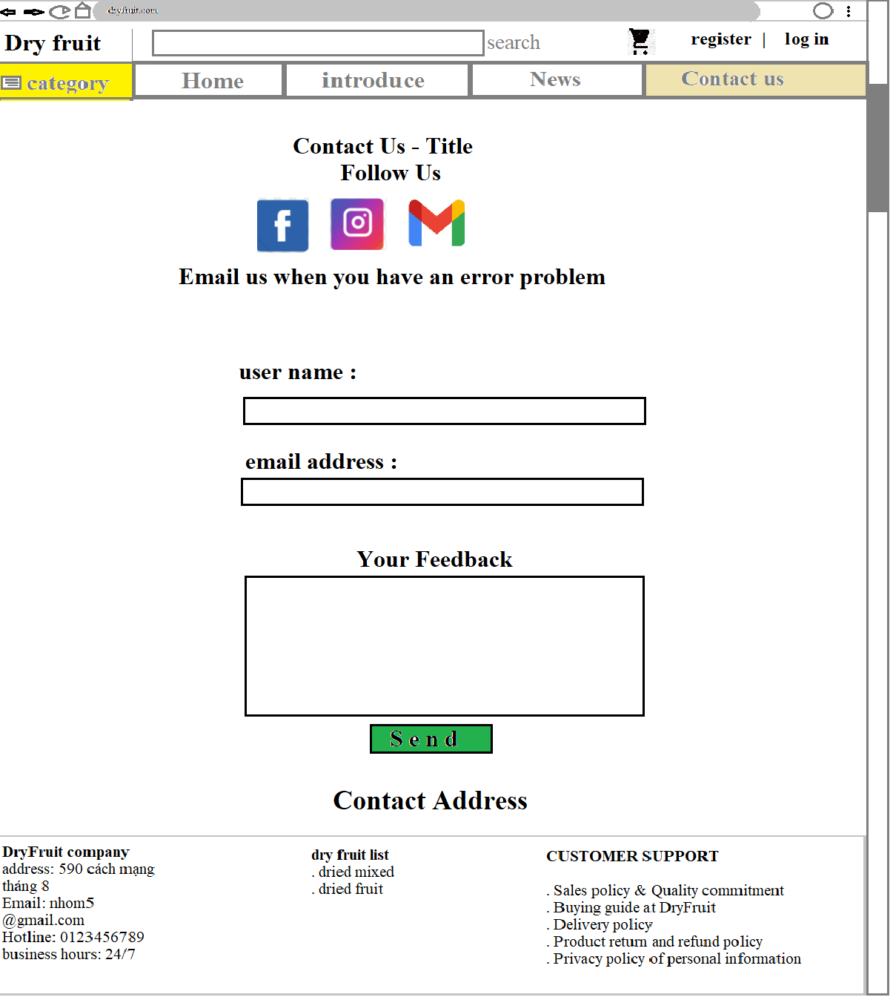 dryfruit.com
Dry fruit
search
register | log in
category
Home
introduce
News
Contact us
Contact Us - Title
Follow Us
Email us when you have an error problem
user name :
email address :
Your Feedback
Send
Contact Address
DryFruit company
address: 590 cách mạng
tháng 8
Email: nhom5
@gmail.com
Hotline: 0123456789
business hours: 24/7
dry fruit list
. dried mixed
. dried fruit
CUSTOMER SUPPORT
. Sales policy & Quality commitment
. Buying guide at DryFruit
. Delivery policy
. Product return and refund policy
. Privacy policy of personal information